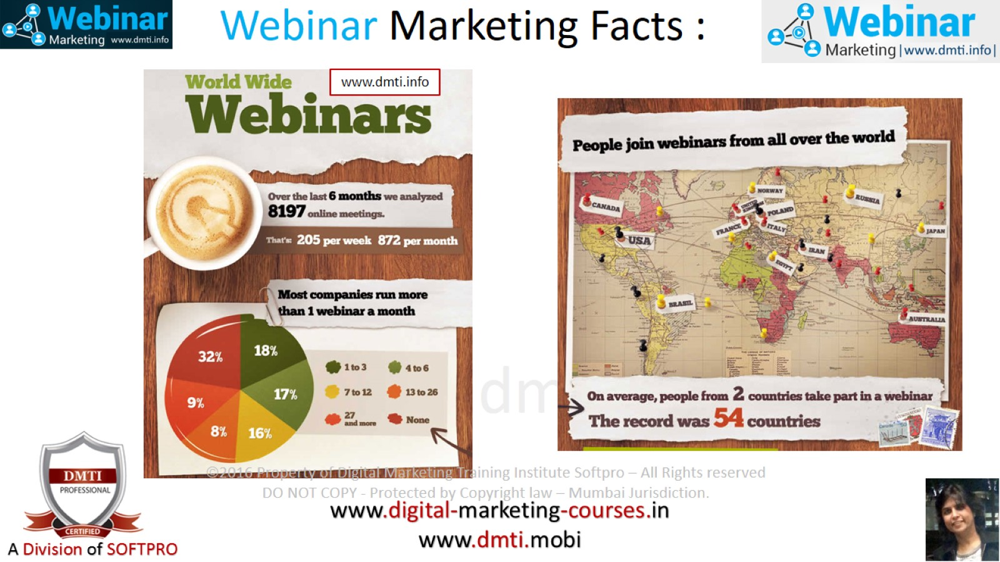 Webinar
Marketing www.dmti.info
Webinar Marketing Facts :
Webinar
Marketing|www.dmti.info|
World Wide
www.dmti.info
Webinars
Over the last 6 months we analyzed
8197 online meetings.
That's: 205 per week 872 per month
Most companies run more
than 1 webinar a month
32%
18%
17%
9%
8%
16%
1 to 3
4 to 6
7 to 12
13 to 26
27
and more
None
People join webinars from all over the world
NORWAY
CANADA
UNITED
KINGDOM
POLAND
RUSSIA
FRANCE
ITALY
JAPAN
USA
IRAN
EGYPT
BRASIL
AUSTRALIA
THE LEAGUE OF NATIONS
dm
On average, people from 2 countries take part in a webinar
The record was 54 countries
©2016 Property of Digital Marketing Training Institute Softpro – All Rights reserved
DO NOT COPY - Protected by Copyright law – Mumbai Jurisdiction.
www.digital-marketing-courses.in
www.dmti.mobi
DMTI
PROFESSIONAL
CERTIFIED
A Division of SOFTPRO